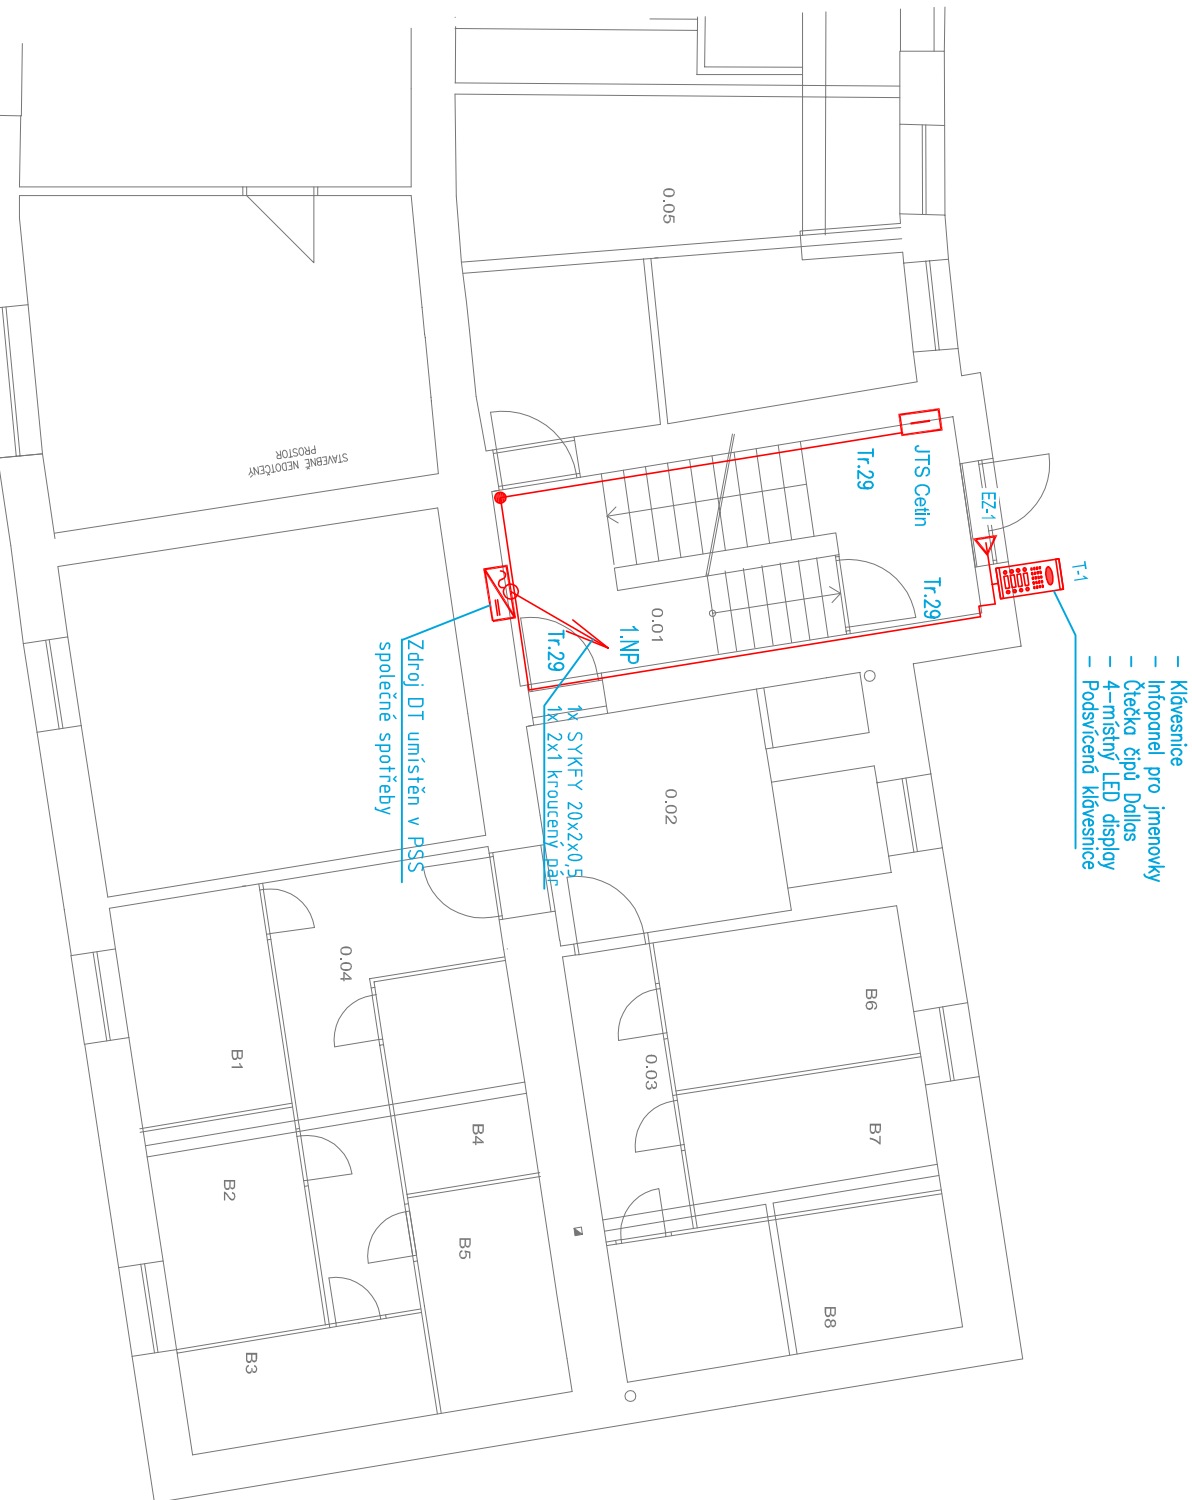 T-1
- Klávesnice
- Infopanel pro jmenovky
- Čtečka čipů Dallas
- 4-místný LED display
- Podsvícená klávesnice
EZ-1
JTS Cetin
Tr.29
Tr.29
Tr.29
1.NP
1x SYKFY 20x2x0,5
1x 2x1 kroucený pár
Zdroj DT umístěn v PSS
společné spotřeby
STAVEBNĚ NEDOTČENÝ
PROSTOR
0.05
0.01
0.02
0.03
0.04
B1
B2
B3
B4
B5
B6
B7
B8